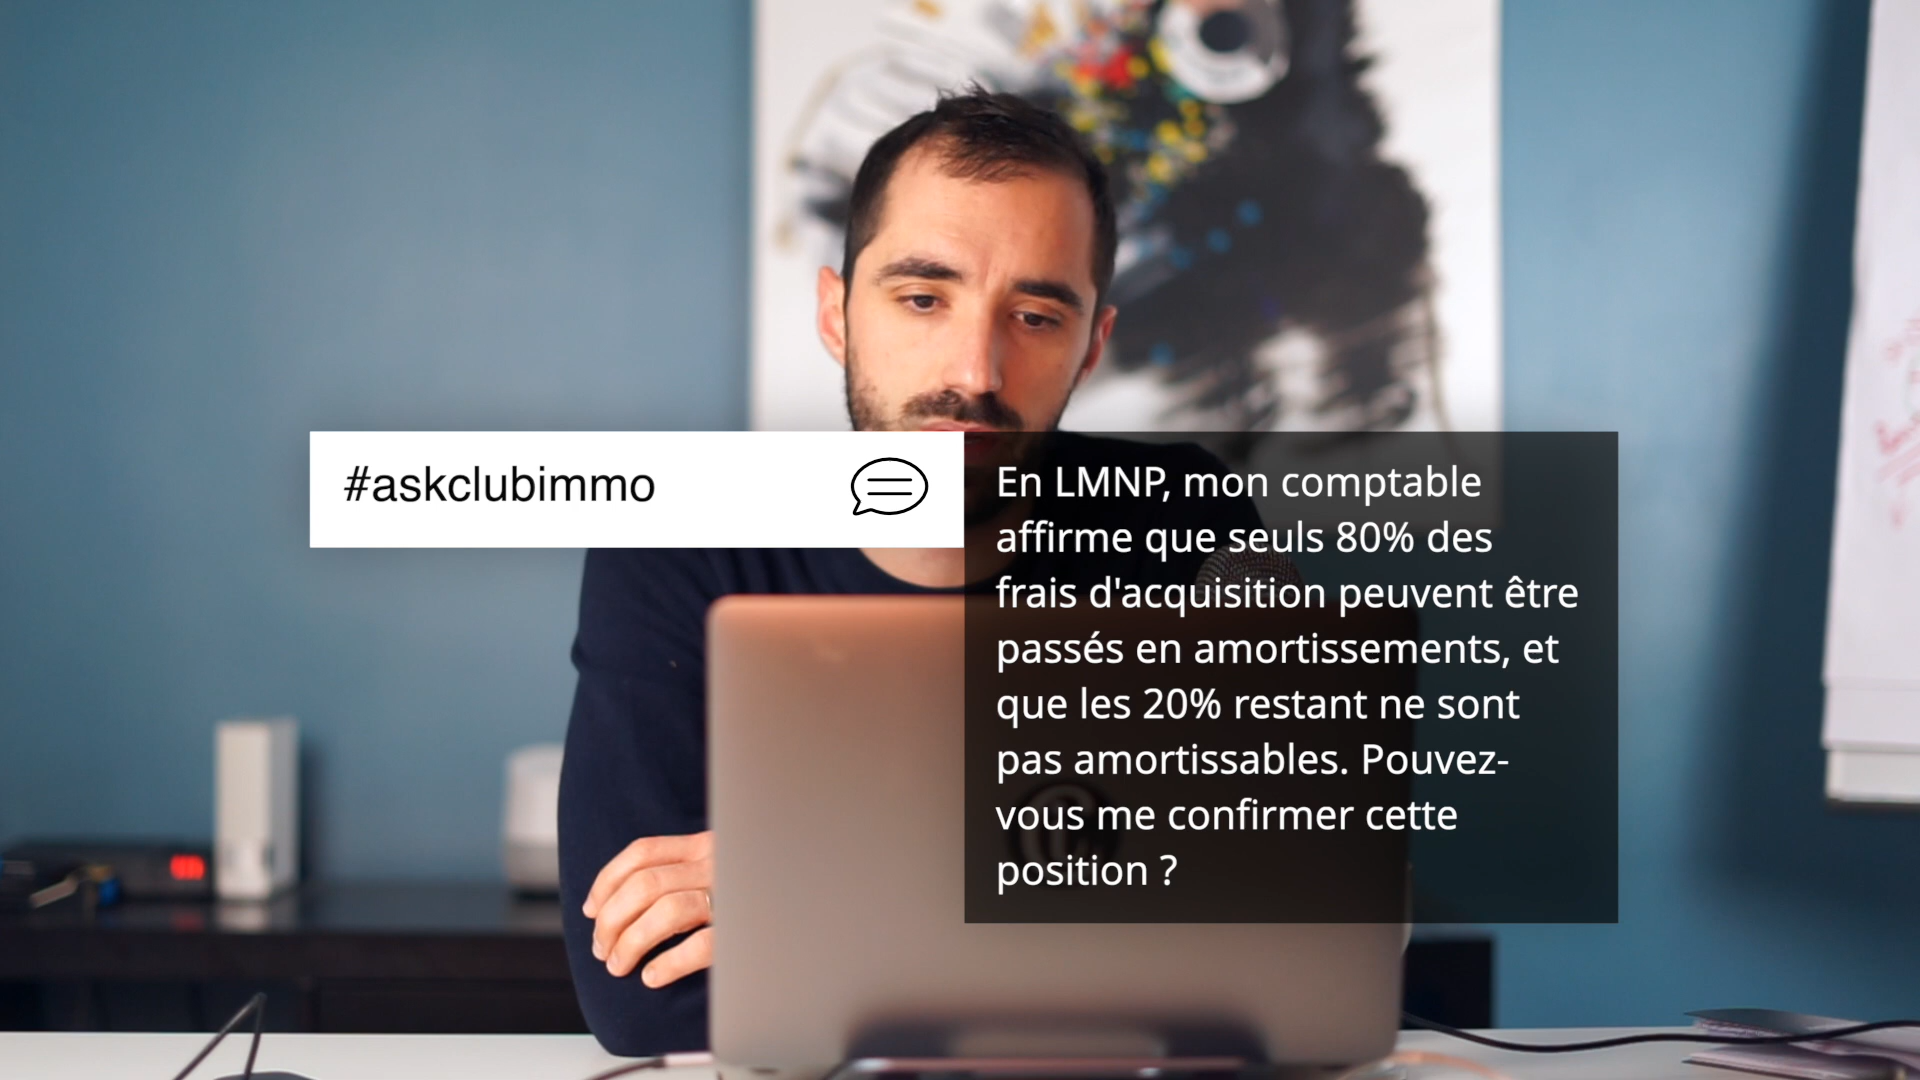 #askclubimmo
En LMNP, mon comptable
affirme que seuls 80% des
frais d'acquisition peuvent être
passés en amortissements, et
que les 20% restant ne sont
pas amortissables. Pouvez-
vous me confirmer cette
position ?